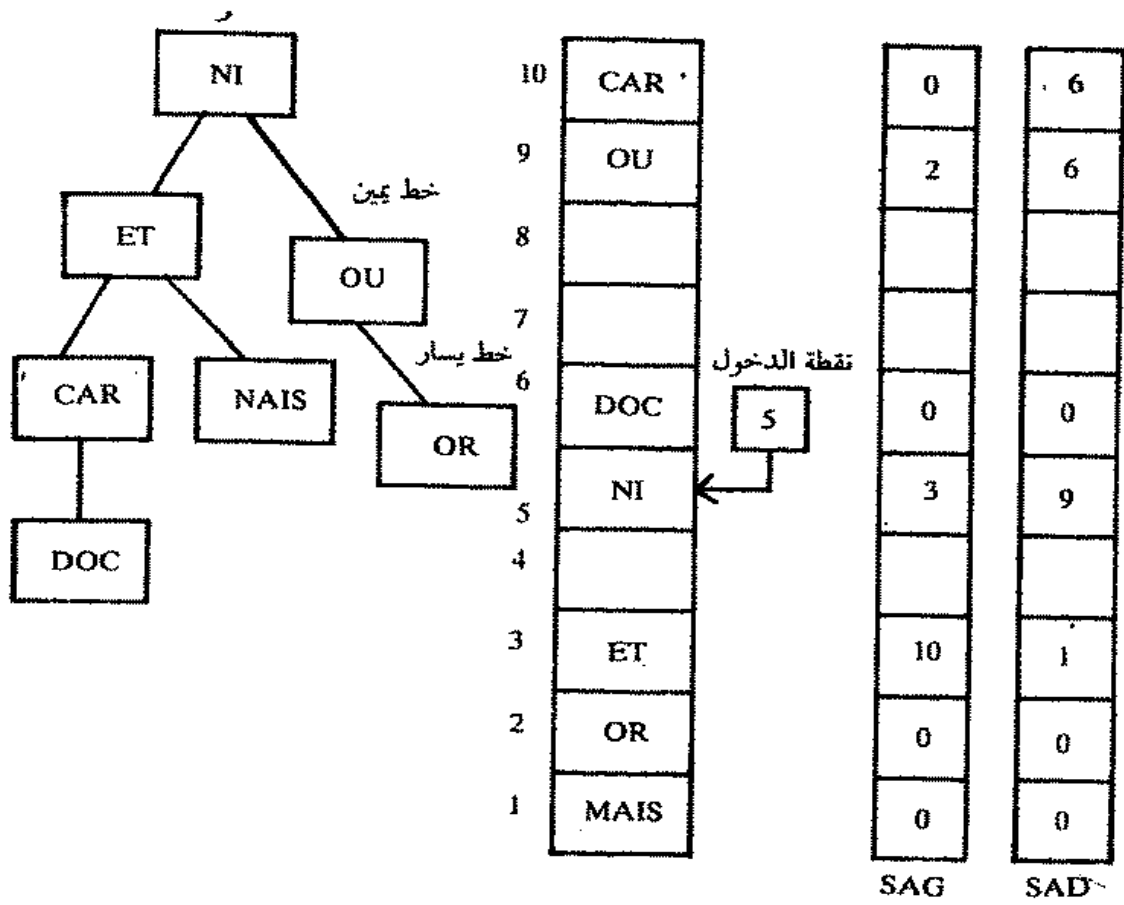 NI
خط يمين
ET
OU
خط يسار
CAR
NAIS
OR
DOC
10 CAR 0 6
9 OU 2 6
8
7
6 DOC 0 0
نقطة الدخول
5
5 NI 3 9
4
3 ET 10 1
2 OR 0 0
1 MAIS 0 0
SAG SAD